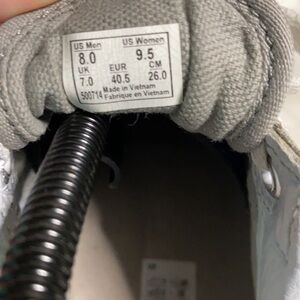 US Men US Women
8.0 9.5
UK EUR CM
7.0 40.5 26.0
500714 Made in Vietnam
Fabriqué en Vietnam